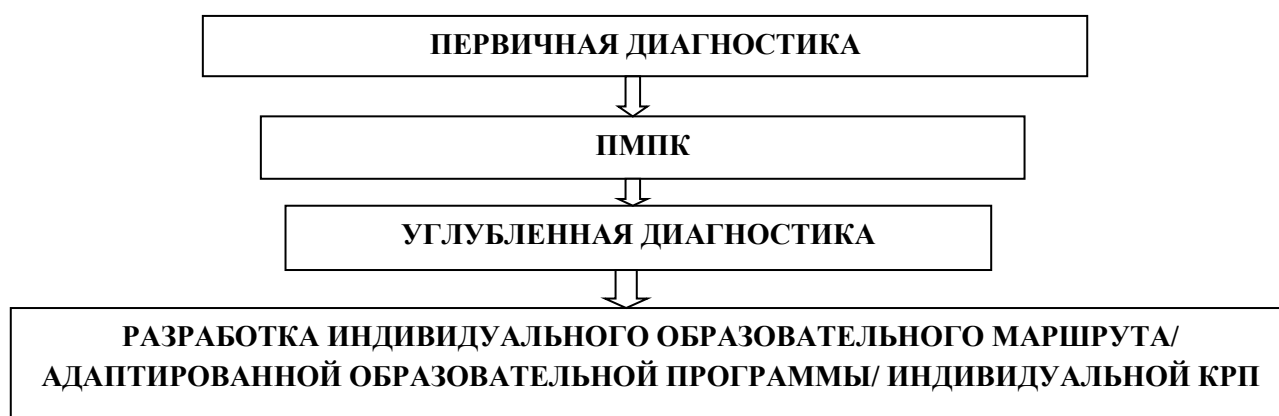 ПЕРВИЧНАЯ ДИАГНОСТИКА
ПМПК
УГЛУБЛЕННАЯ ДИАГНОСТИКА
РАЗРАБОТКА ИНДИВИДУАЛЬНОГО ОБРАЗОВАТЕЛЬНОГО МАРШРУТА/
АДАПТИРОВАННОЙ ОБРАЗОВАТЕЛЬНОЙ ПРОГРАММЫ/ ИНДИВИДУАЛЬНОЙ КРП